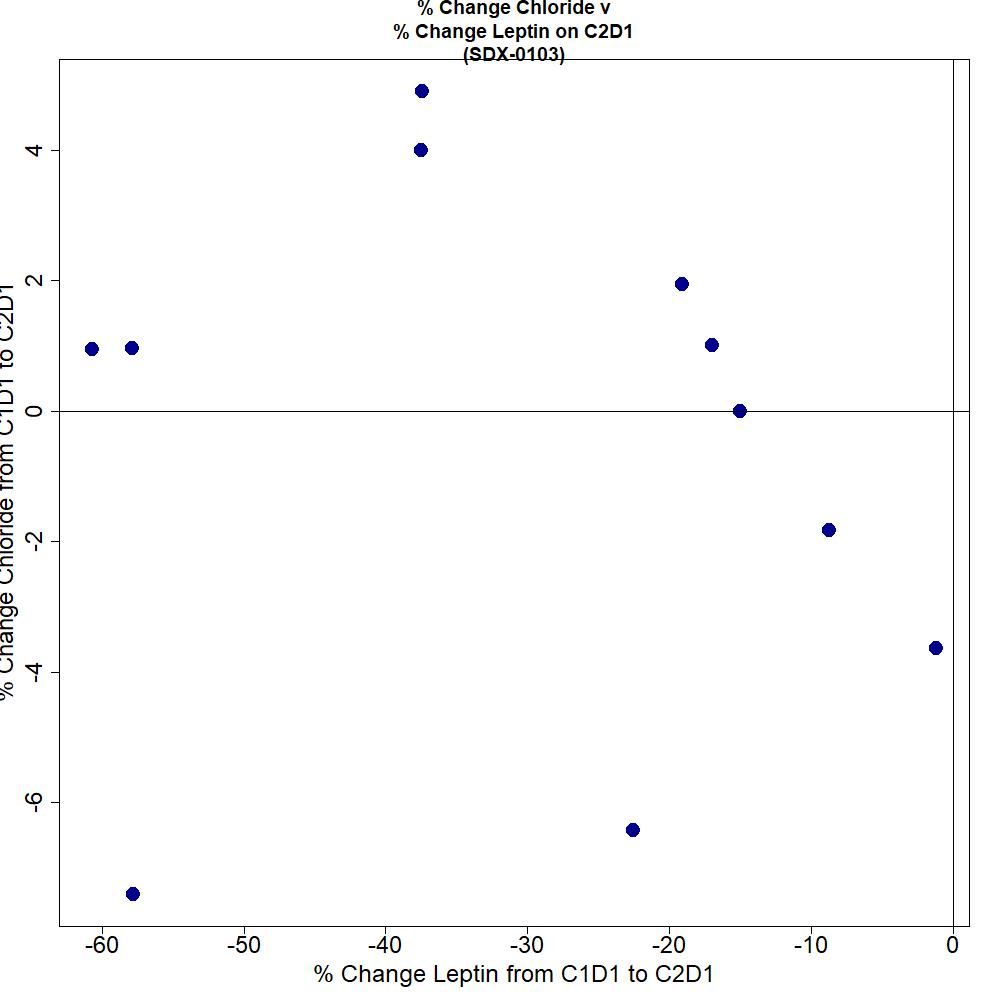 % Change Chloride v
% Change Leptin on C2D1
(SDX-0103)
% Change Chloride from C1D1 to C2D1
4
2
0
-2
-4
-6
-60 -50 -40 -30 -20 -10 0
% Change Leptin from C1D1 to C2D1